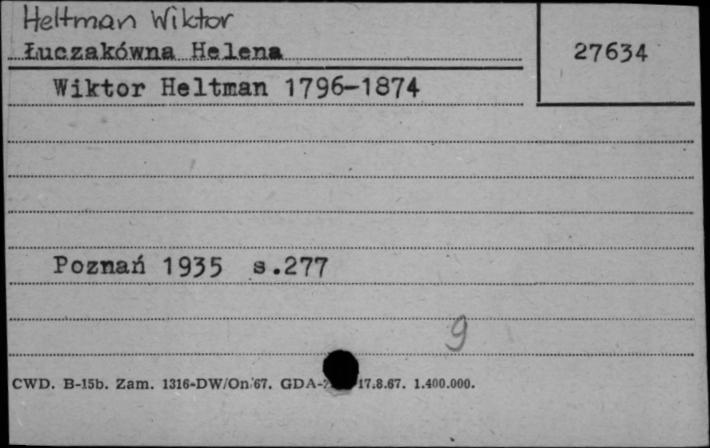 Heltman Wiktor
Łuczakówna Helena
27634
Wiktor Heltman 1796-1874
Poznań 1935 s.277
9
CWD. B-15b. Zam. 1316-DW/On/67. GDA- 17.8.67. 1.400.000.